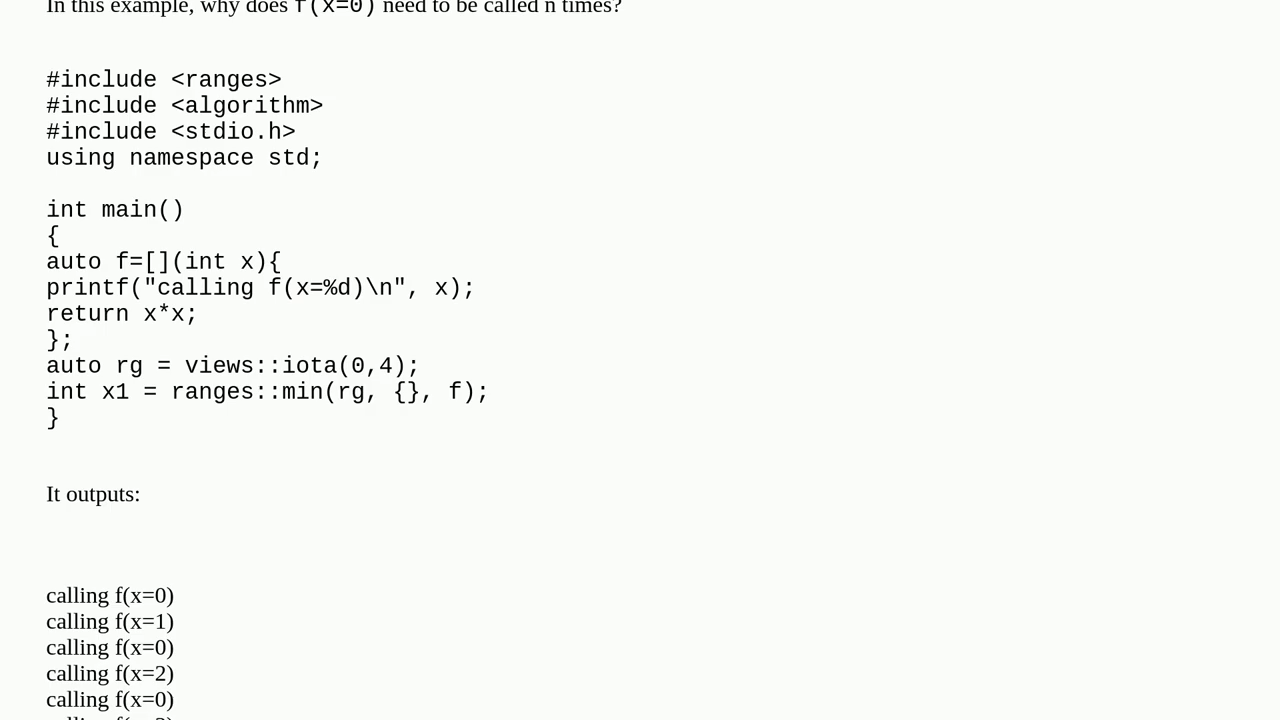 In this example, why does f(x=0) need to be called n times?
#include <ranges>
#include <algorithm>
#include <stdio.h>
using namespace std;
int main()
{
auto f=[](int x){
printf("calling f(x=%d)\n", x);
return x*x;
};
auto rg = views::iota(0,4);
int x1 = ranges::min(rg, {}, f);
}
It outputs:
calling f(x=0)
calling f(x=1)
calling f(x=0)
calling f(x=2)
calling f(x=0)